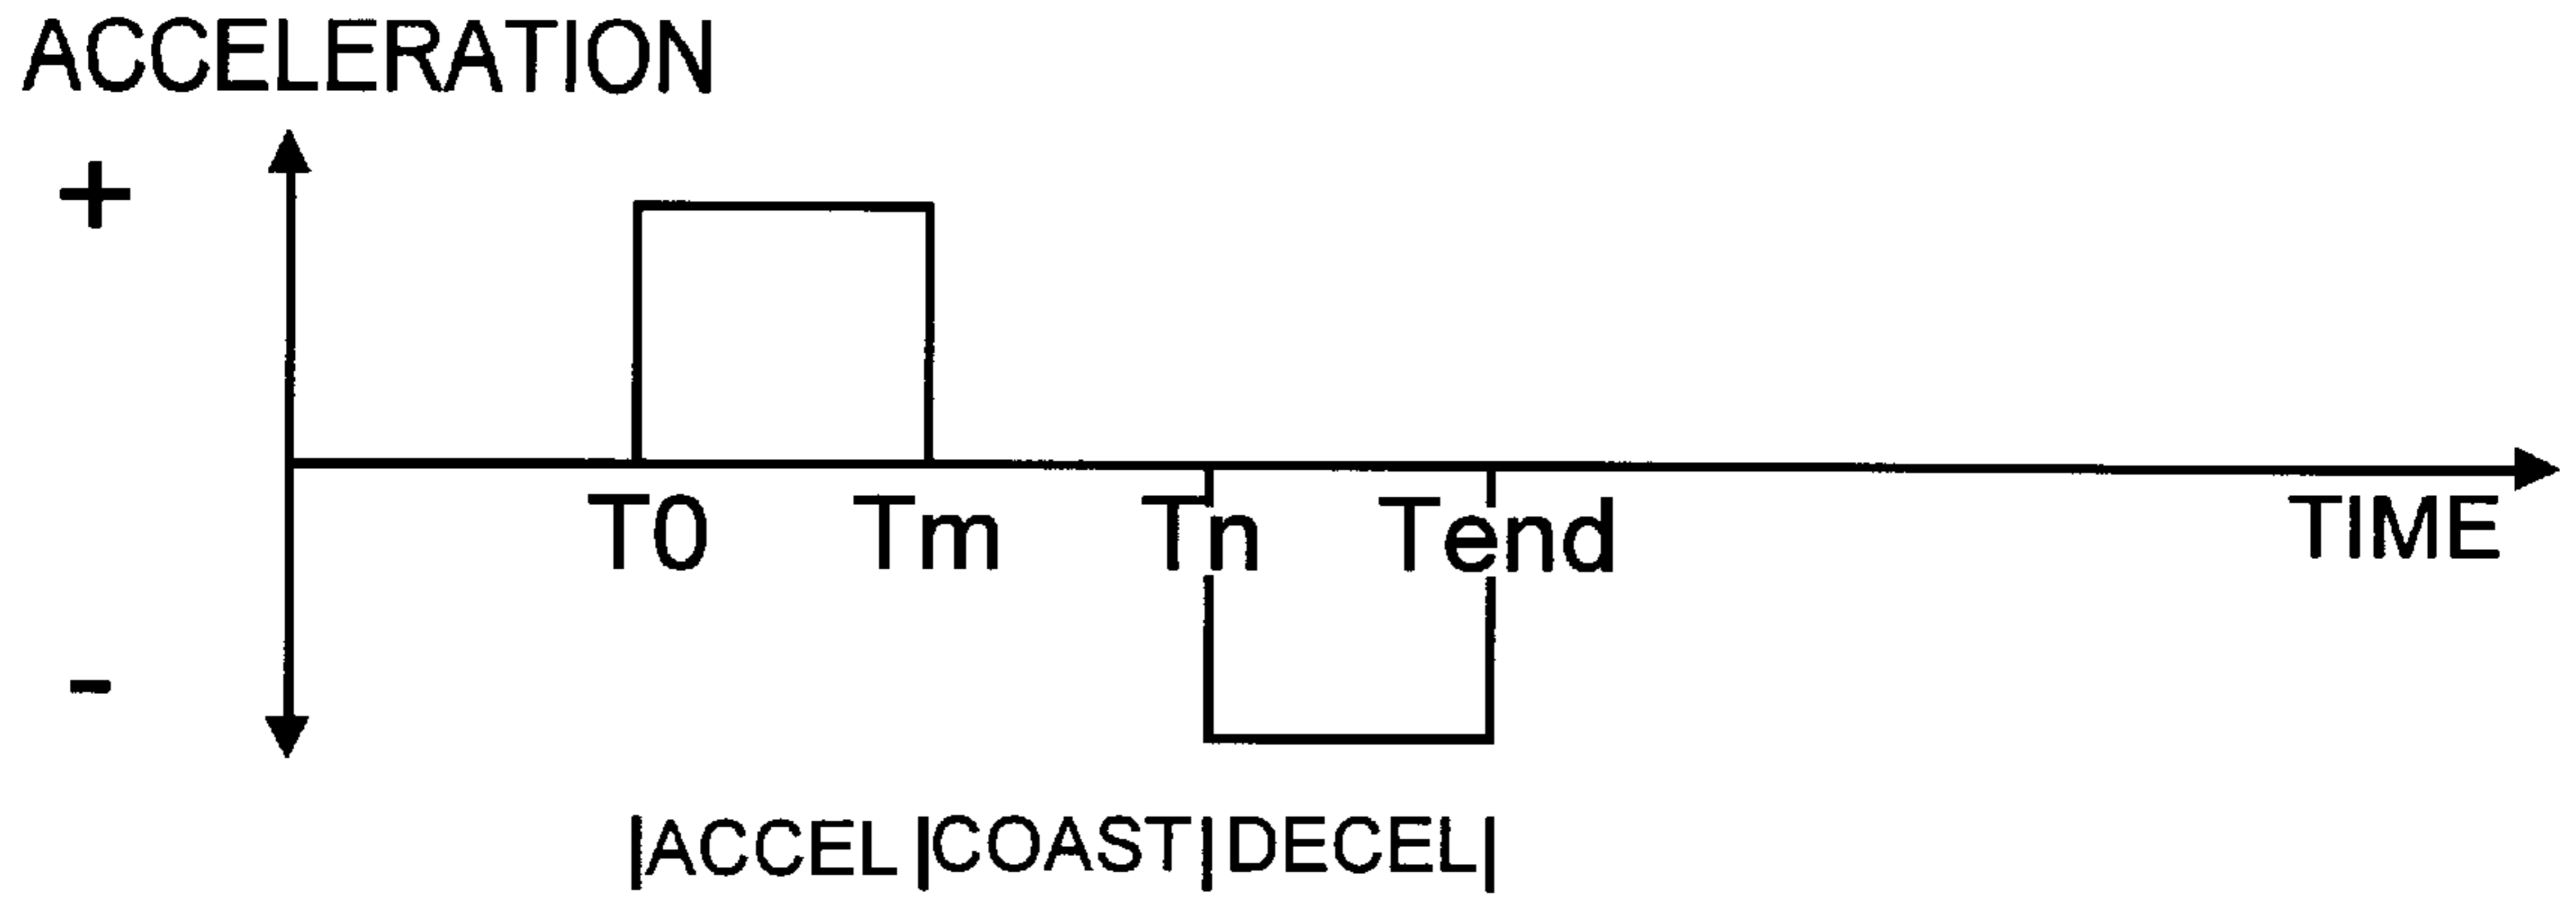 ACCELERATION
+
T0 Tm Tn Tend TIME
-
|ACCEL|COAST|DECEL|